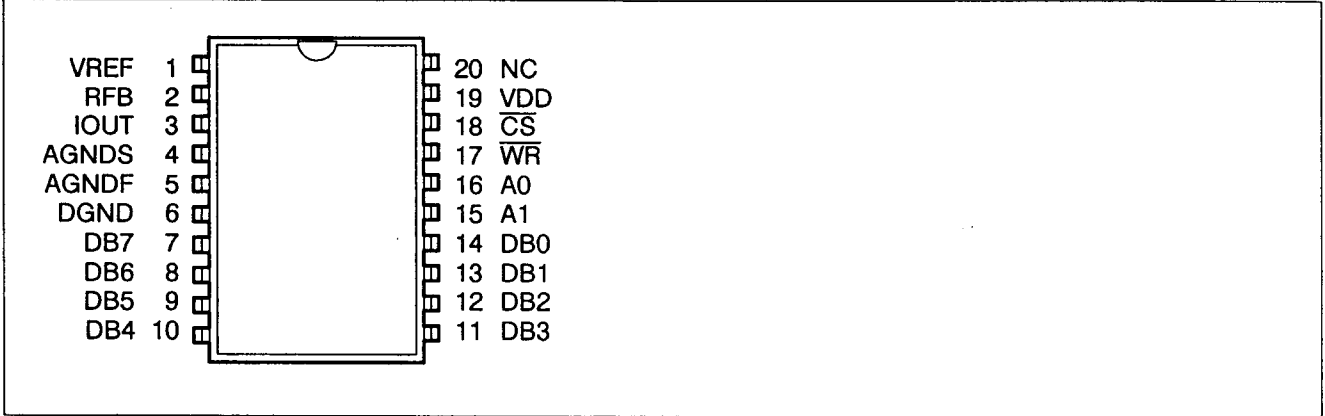 VREF 1 20 NC
RFB 2 19 VDD
IOUT 3 18 C̅S̅
AGNDS 4 17 W̅R̅
AGNDF 5 16 A0
DGND 6 15 A1
DB7 7 14 DB0
DB6 8 13 DB1
DB5 9 12 DB2
DB4 10 11 DB3